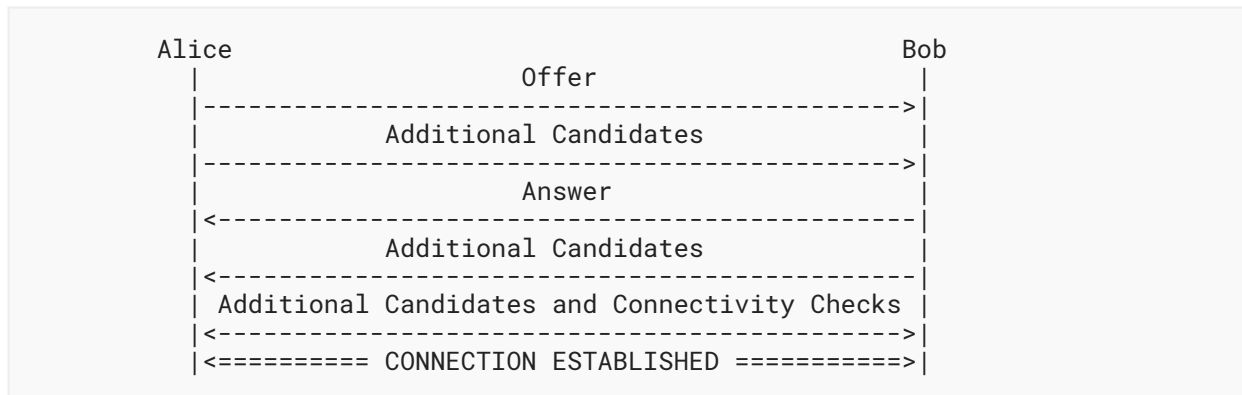 Alice Bob
| Offer |
|---------------------------------------------->|
| Additional Candidates |
|---------------------------------------------->|
| Answer |
|<----------------------------------------------|
| Additional Candidates |
|<----------------------------------------------|
| Additional Candidates and Connectivity Checks |
|<--------------------------------------------->|
|<========== CONNECTION ESTABLISHED ===========>|